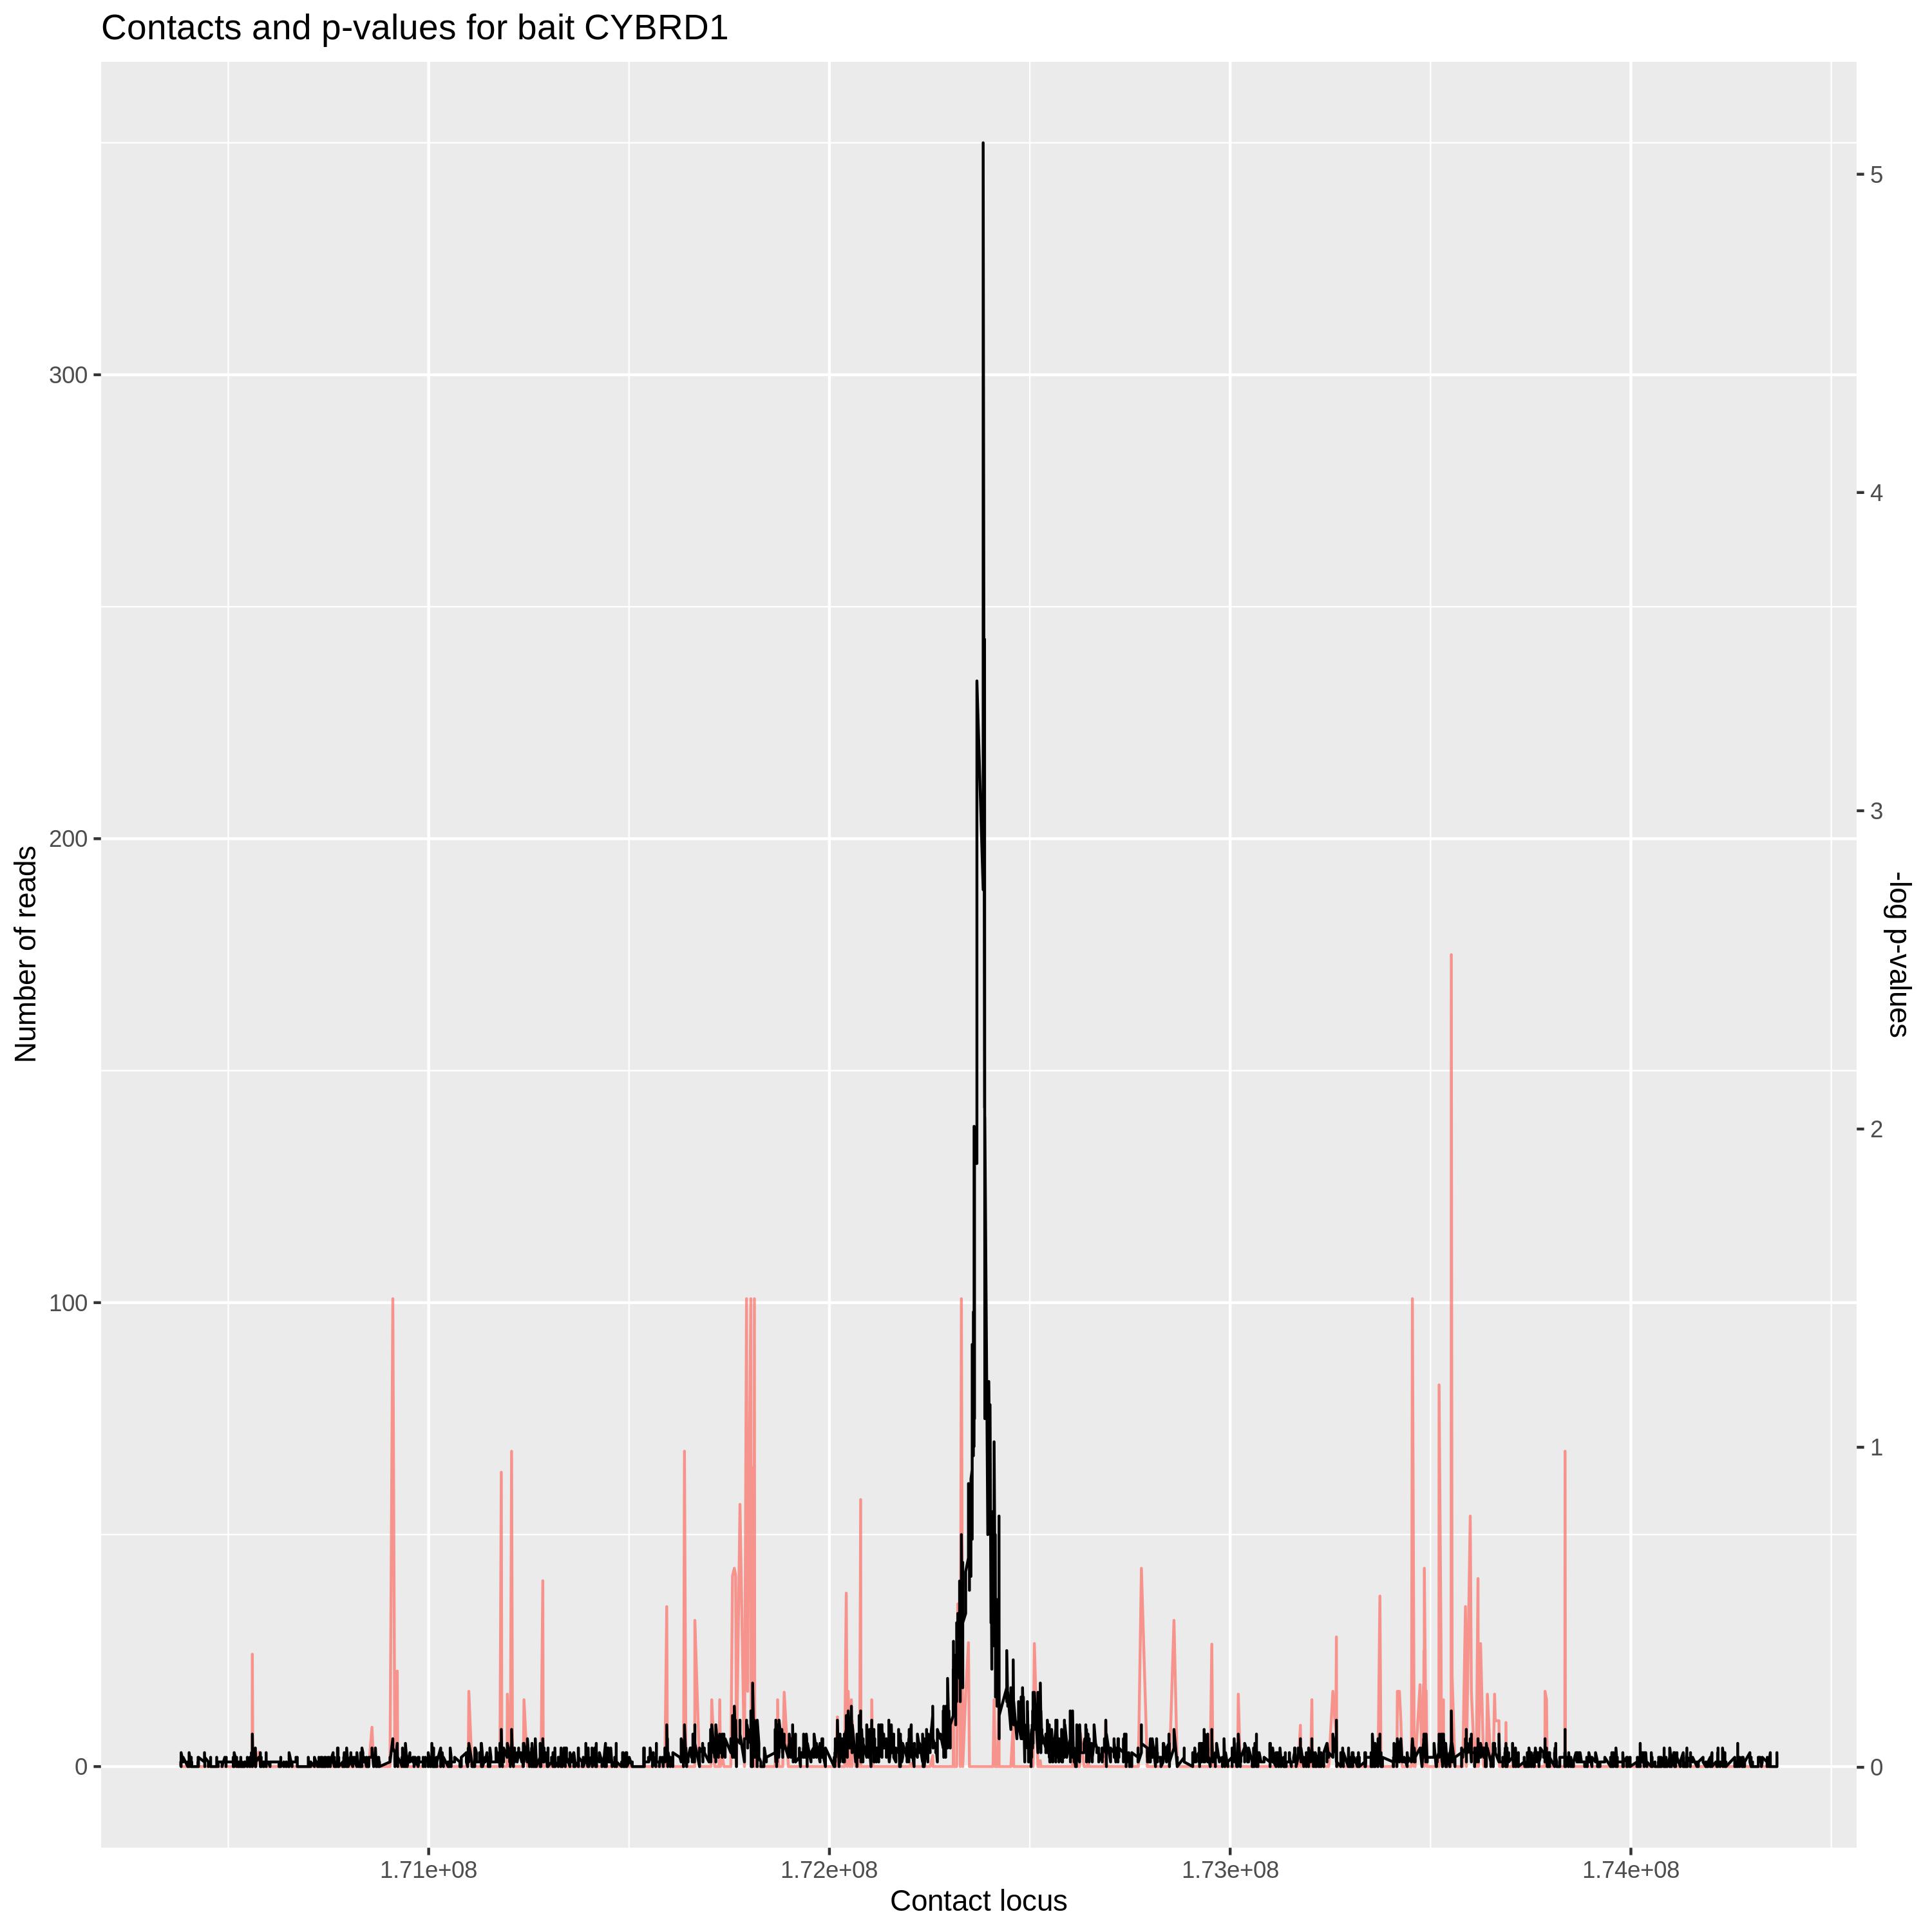 Contacts and p-values for bait CYBRD1
300
200
100
0
5
4
3
2
1
0
Number of reads
-log p-values
1.71e+08
1.72e+08
1.73e+08
1.74e+08
Contact locus